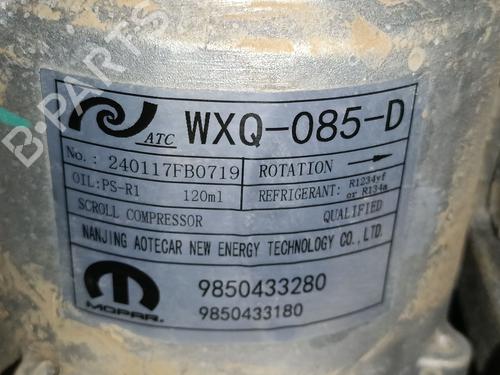 B-PARTS
ATC WXQ-085-D
No.: 240117FB0719 ROTATION
OIL:PS-R1 120ml REFRIGERANT: R1234yf or R134a
SCROLL COMPRESSOR QUALIFIED
NANJING AOTECAR NEW ENERGY TECHNOLOGY CO.,LTD.
MOPAR. 9850433280
9850433180